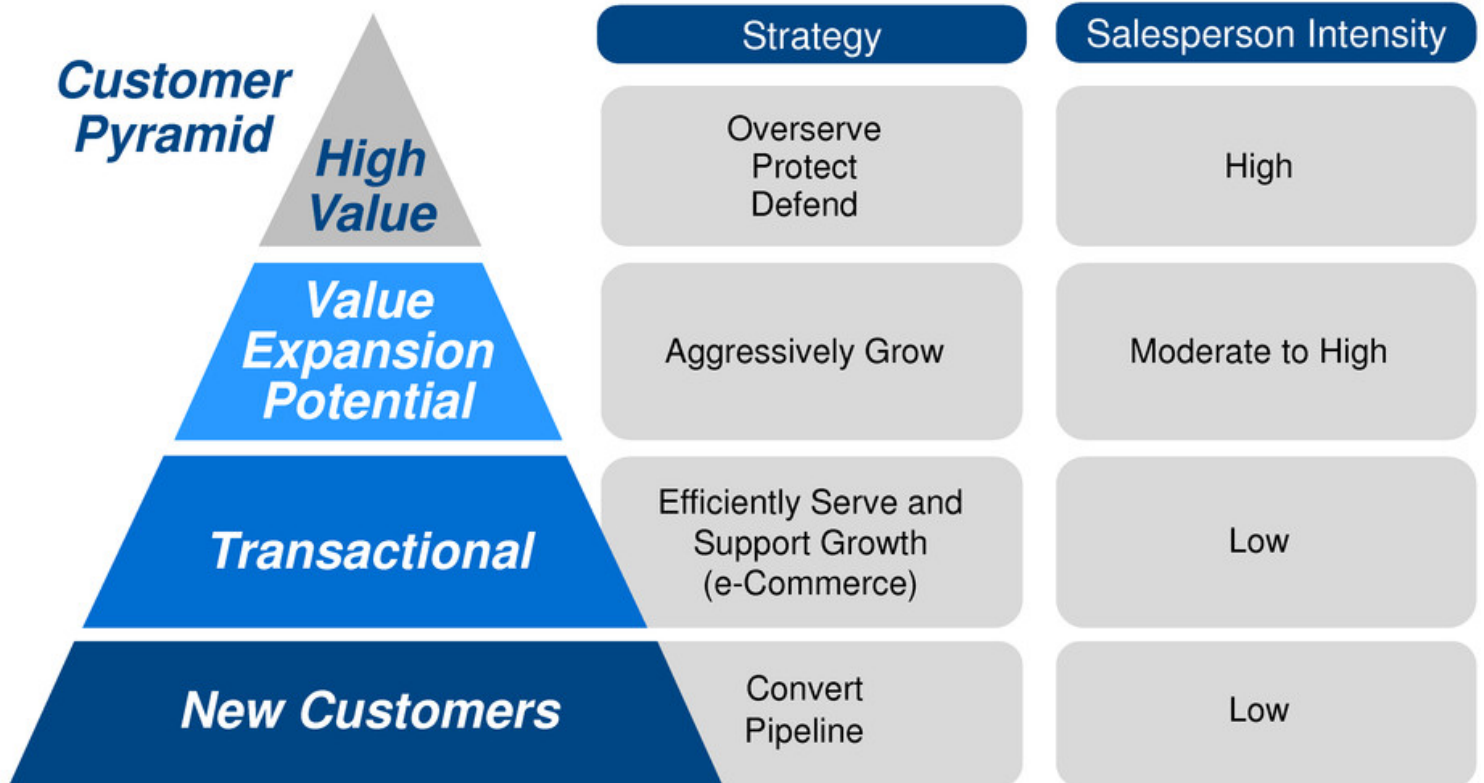 Customer
Pyramid
Strategy
Salesperson Intensity
High
Value
Overserve
Protect
Defend
High
Value
Expansion
Potential
Aggressively Grow
Moderate to High
Transactional
Efficiently Serve and
Support Growth
(e-Commerce)
Low
New Customers
Convert
Pipeline
Low